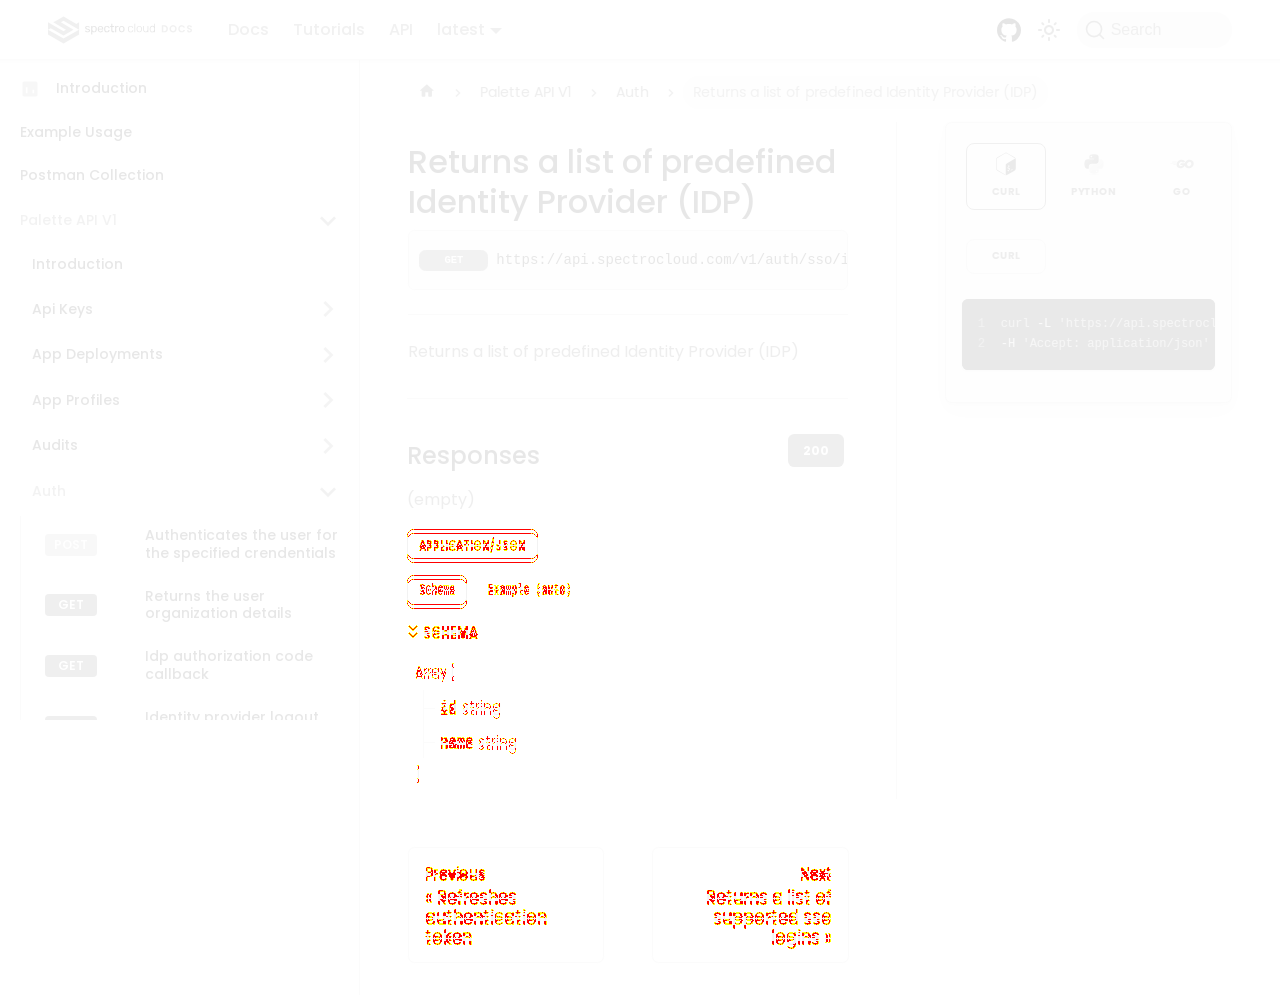 spectro cloud DOCS
Docs
Tutorials
API
latest
Search
Introduction
Example Usage
Postman Collection
Palette API V1
Introduction
Api Keys
App Deployments
App Profiles
Audits
Auth
POST
Authenticates the user for
the specified crendentials
GET
Returns the user
organization details
GET
Idp authorization code
callback
Identity provider logout
Palette API V1
Auth
Returns a list of predefined Identity Provider (IDP)
Returns a list of predefined
Identity Provider (IDP)
GET
https://api.spectrocloud.com/v1/auth/sso/i
Returns a list of predefined Identity Provider (IDP)
Responses
200
(empty)
APPLICATION/JSON
Schema
Example (auto)
SCHEMA
Array [
id string
name string
]
Previous
« Refreshes
authentication
token
Next
Returns a list of
supported sso
logins »
CURL
PYTHON
GO
CURL
1 curl -L 'https://api.spectrocl
2 -H 'Accept: application/json'